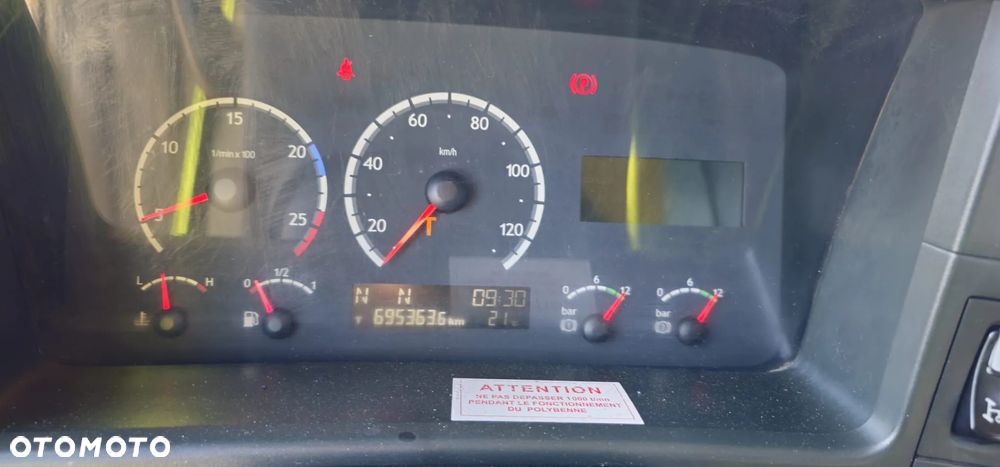 5
10
15
20
25
1/min x 100
20
40
60
80
100
120
km/h
T
L H
0 1/2 1
N N 09:30
T 695363.6 km 21°C
0 6 12
bar
0 6 12
bar
ATTENTION
NE PAS DEPASSER 1000 t/mn
PENDANT LE FONCTIONNEMENT
DU POLYBENNE
OTOMOTO